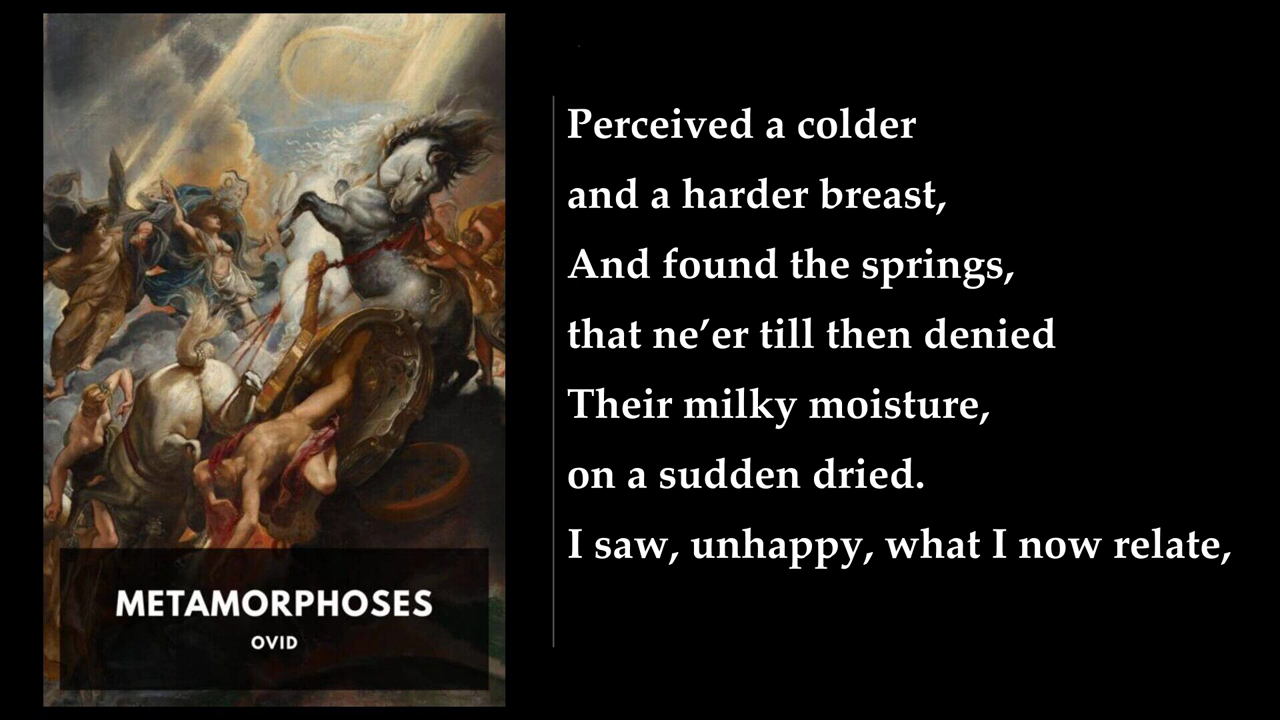 METAMORPHOSES
OVID
Perceived a colder
and a harder breast,
And found the springs,
that ne’er till then denied
Their milky moisture,
on a sudden dried.
I saw, unhappy, what I now relate,